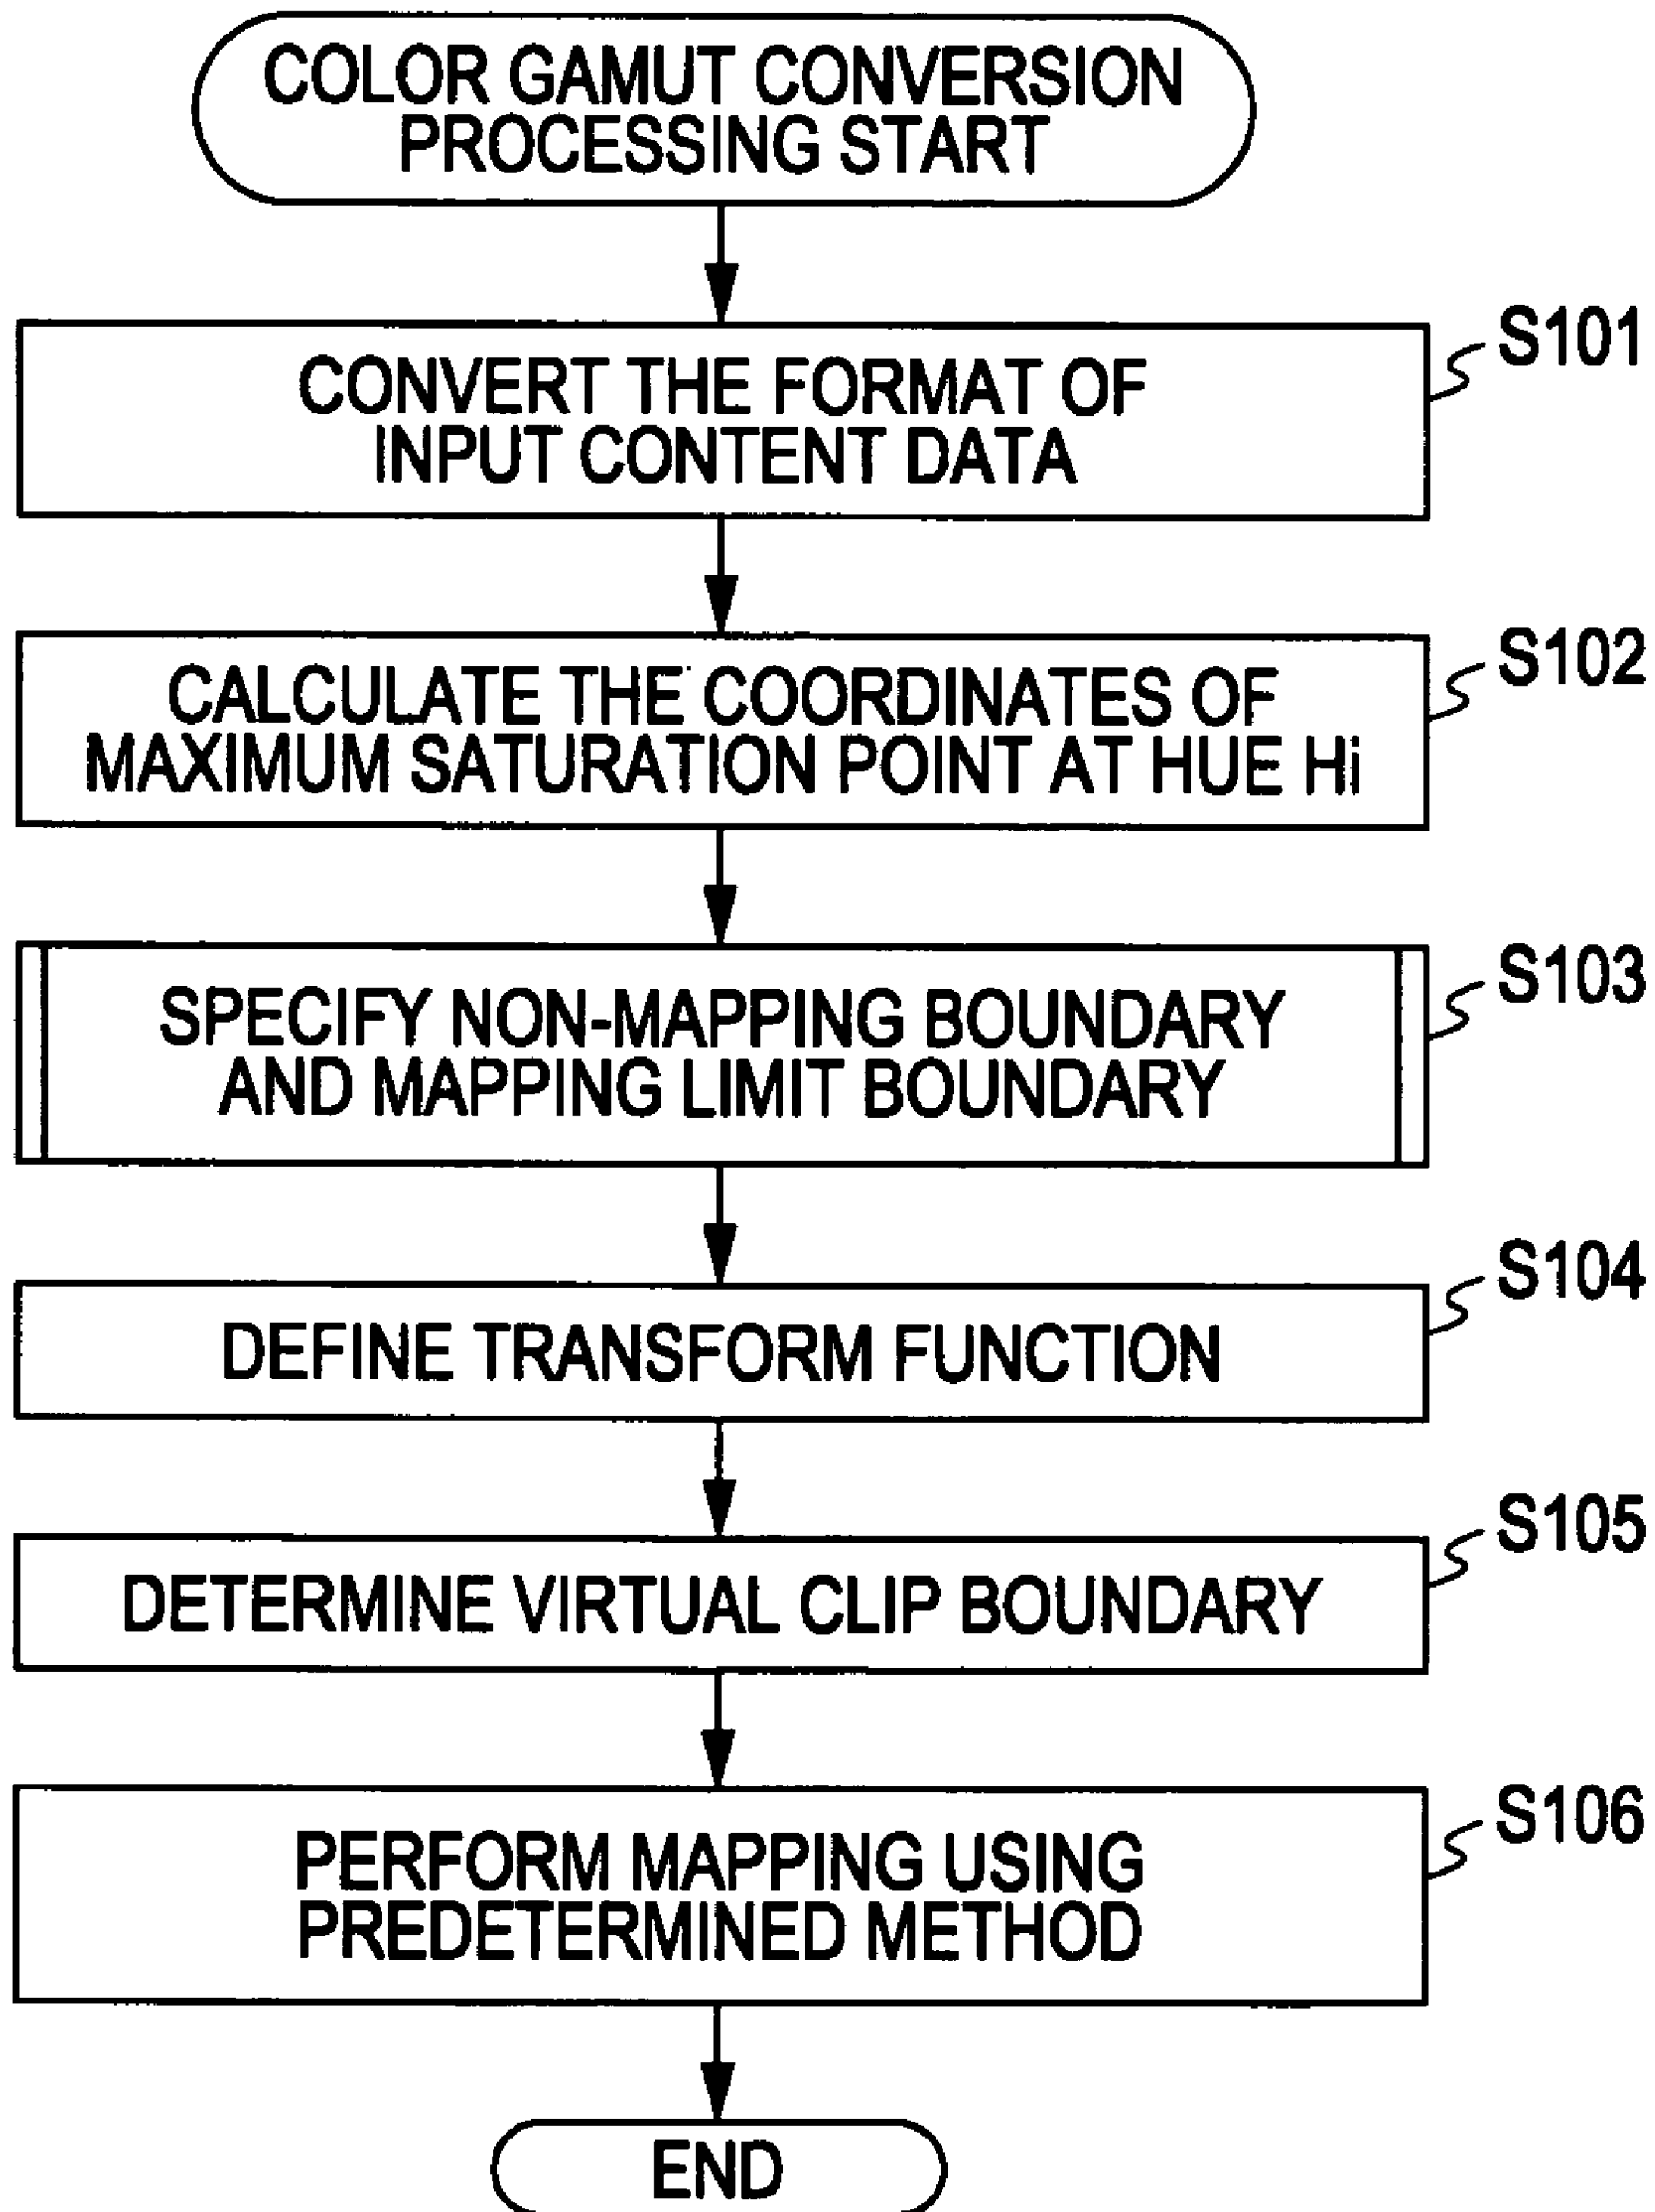 COLOR GAMUT CONVERSION
PROCESSING START
S101
CONVERT THE FORMAT OF
INPUT CONTENT DATA
S102
CALCULATE THE COORDINATES OF
MAXIMUM SATURATION POINT AT HUE Hi
S103
SPECIFY NON-MAPPING BOUNDARY
AND MAPPING LIMIT BOUNDARY
S104
DEFINE TRANSFORM FUNCTION
S105
DETERMINE VIRTUAL CLIP BOUNDARY
S106
PERFORM MAPPING USING
PREDETERMINED METHOD
END